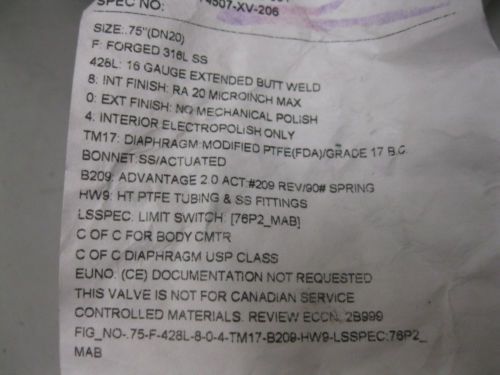 SPEC NO: 74507-XV-206
SIZE:.75"(DN20)
F: FORGED 316L SS
428L: 16 GAUGE EXTENDED BUTT WELD
8: INT FINISH: RA 20 MICROINCH MAX
0: EXT FINISH: NO MECHANICAL POLISH
4: INTERIOR ELECTROPOLISH ONLY
TM17: DIAPHRAGM:MODIFIED PTFE(FDA)/GRADE 17 B.C.
BONNET:SS/ACTUATED
B209: ADVANTAGE 2.0 ACT:#209 REV/90# SPRING
HW9: HT PTFE TUBING & SS FITTINGS
LSSPEC: LIMIT SWITCH: [76P2_MAB]
C OF C FOR BODY CMTR
C OF C DIAPHRAGM USP CLASS
EUNO: (CE) DOCUMENTATION NOT REQUESTED
THIS VALVE IS NOT FOR CANADIAN SERVICE
CONTROLLED MATERIALS. REVIEW ECCN: 2B999
FIG_NO-.75-F-428L-8-0-4-TM17-B209-HW9-LSSPEC:76P2_
MAB